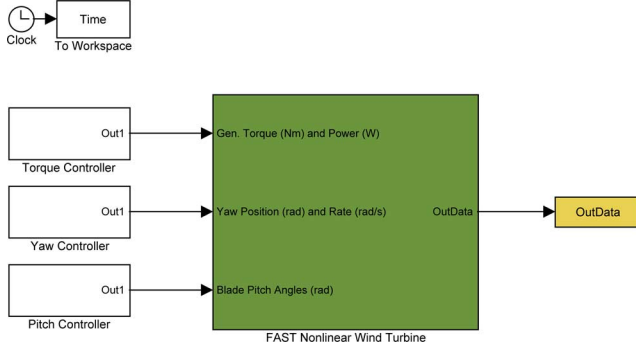 Time
Clock
To Workspace
Out1
Gen. Torque (Nm) and Power (W)
Torque Controller
Out1
Yaw Position (rad) and Rate (rad/s)
OutData
OutData
Yaw Controller
Out1
Blade Pitch Angles (rad)
Pitch Controller
FAST Nonlinear Wind Turbine